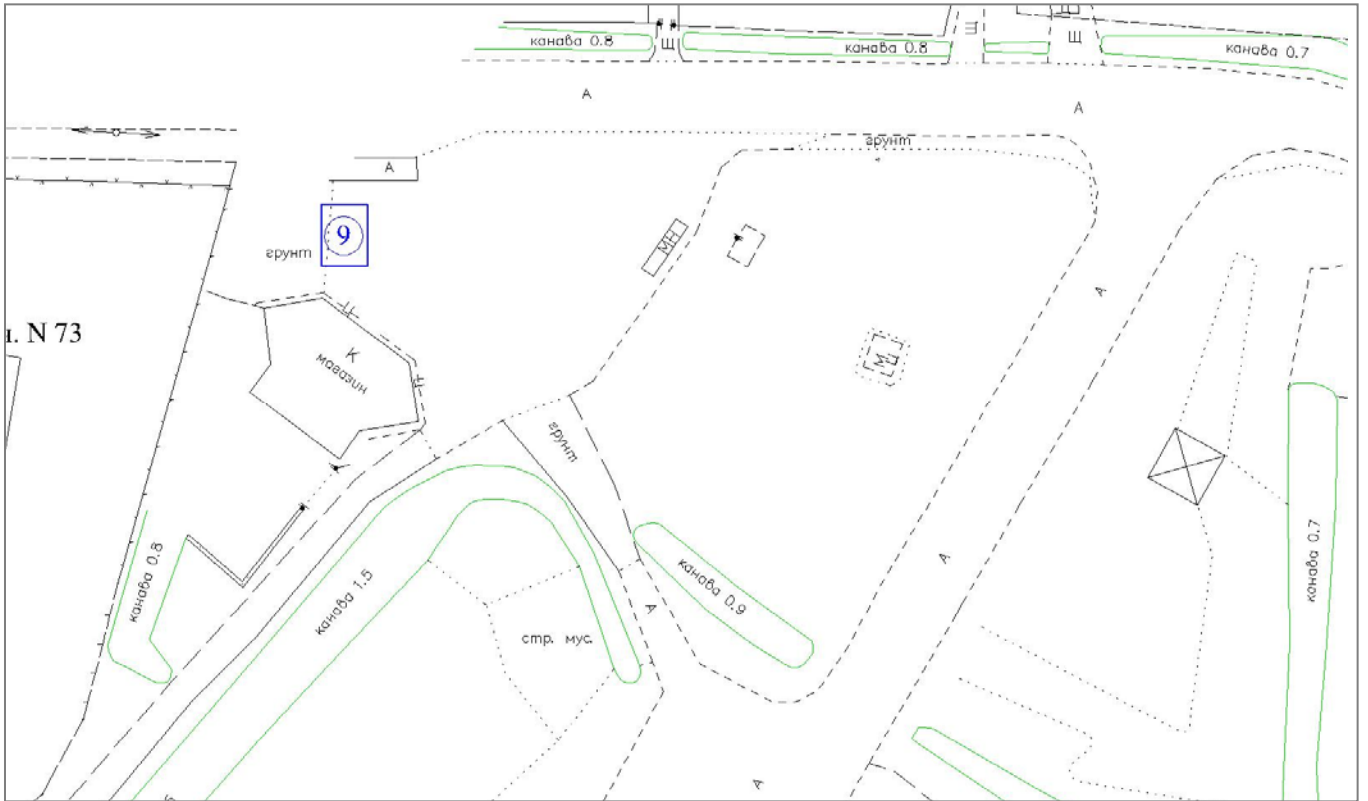 Щ
Щ
Щ
канава 0.8
канава 0.8
канава 0.7
А
А
грунт
А
9
грунт
МН
А
н. N 73
К
магазин
М
Щ
грунт
А
канава 0.8
канава 1.5
канава 0.9
канава 0.7
А
стр. мус.
А